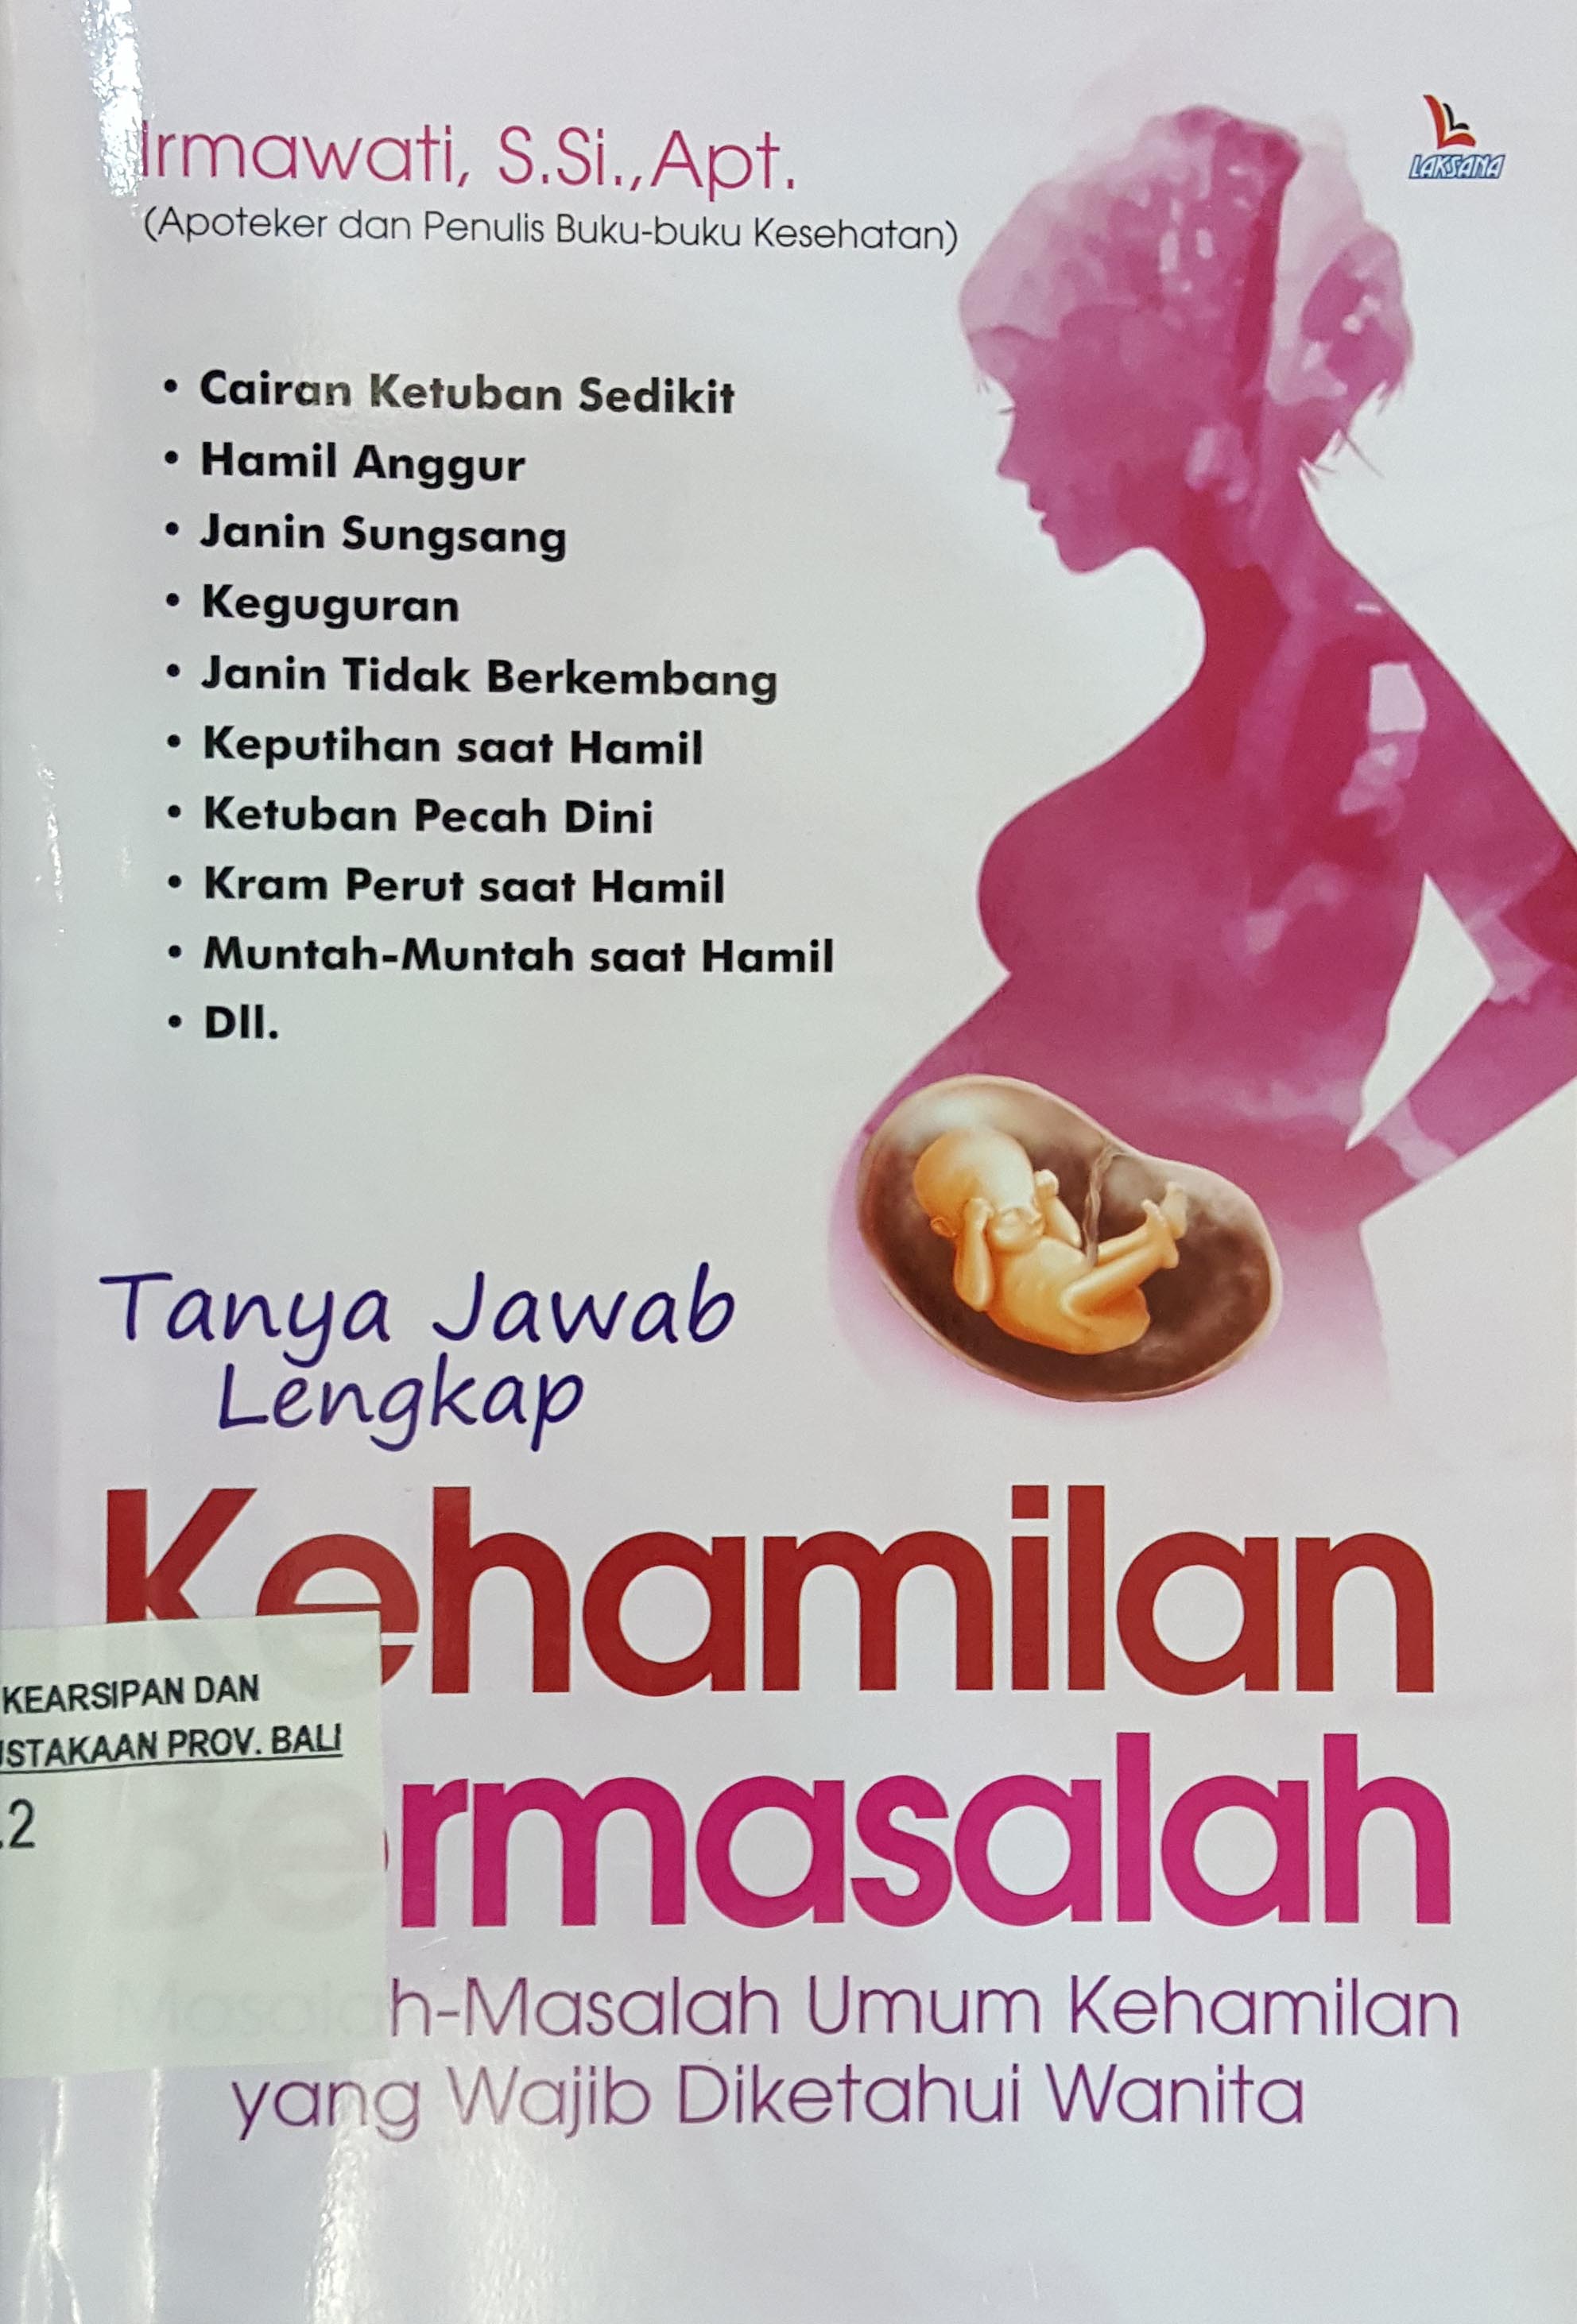 Irmawati, S.Si., Apt.
(Apoteker dan Penulis Buku-buku Kesehatan)
LAKSANA
• Cairan Ketuban Sedikit
• Hamil Anggur
• Janin Sungsang
• Keguguran
• Janin Tidak Berkembang
• Keputihan saat Hamil
• Ketuban Pecah Dini
• Kram Perut saat Hamil
• Muntah-Muntah saat Hamil
• Dll.
Tanya Jawab
Lengkap
Kehamilan
KEARSIPAN DAN
USTAKAAN PROV. BALI
.2
Bermasalah
Masalah-Masalah Umum Kehamilan
yang Wajib Diketahui Wanita